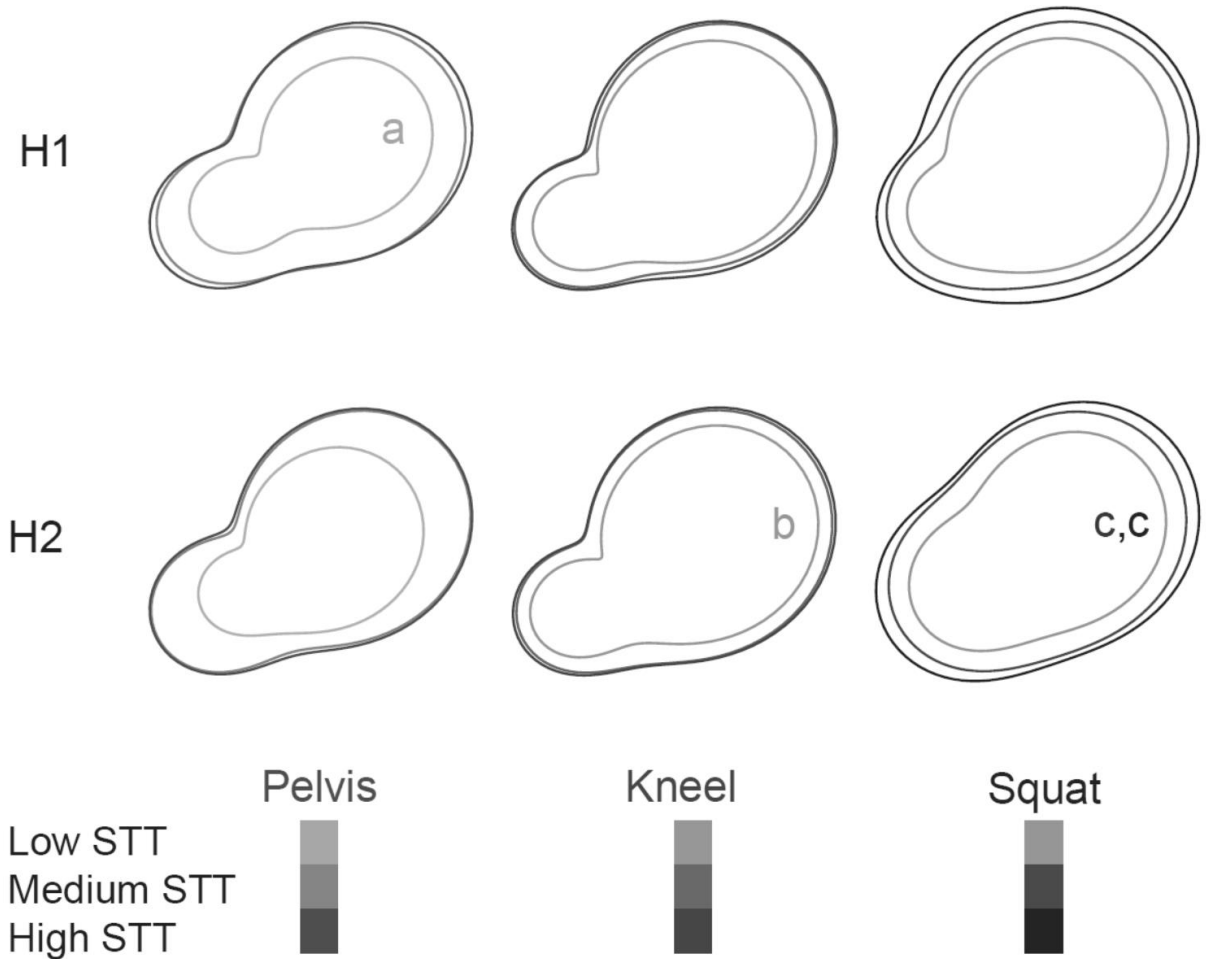 H1
a
H2
b
c,c
Pelvis Kneel Squat
Low STT
Medium STT
High STT